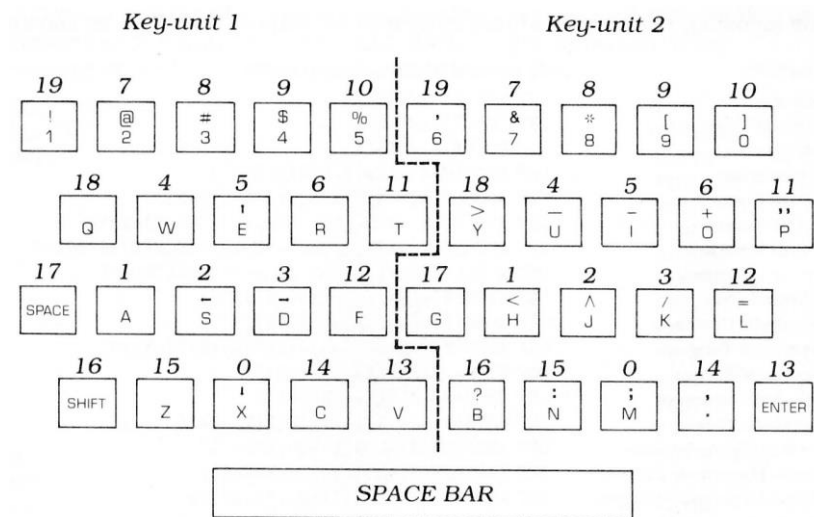 Key-unit 1 Key-unit 2
19 7 8 9 10 19 7 8 9 10
! @ # $ % ' & * [ ]
1 2 3 4 5 6 7 8 9 0
18 4 5 6 11 18 4 5 6 11
> — - + "
Q W E R T Y U I O P
17 1 2 3 12 17 1 2 3 12
< ^ / =
SPACE A S D F G H J K L
16 15 0 14 13 16 15 0 14 13
? : ; ,
SHIFT Z X C V B N M . ENTER
SPACE BAR